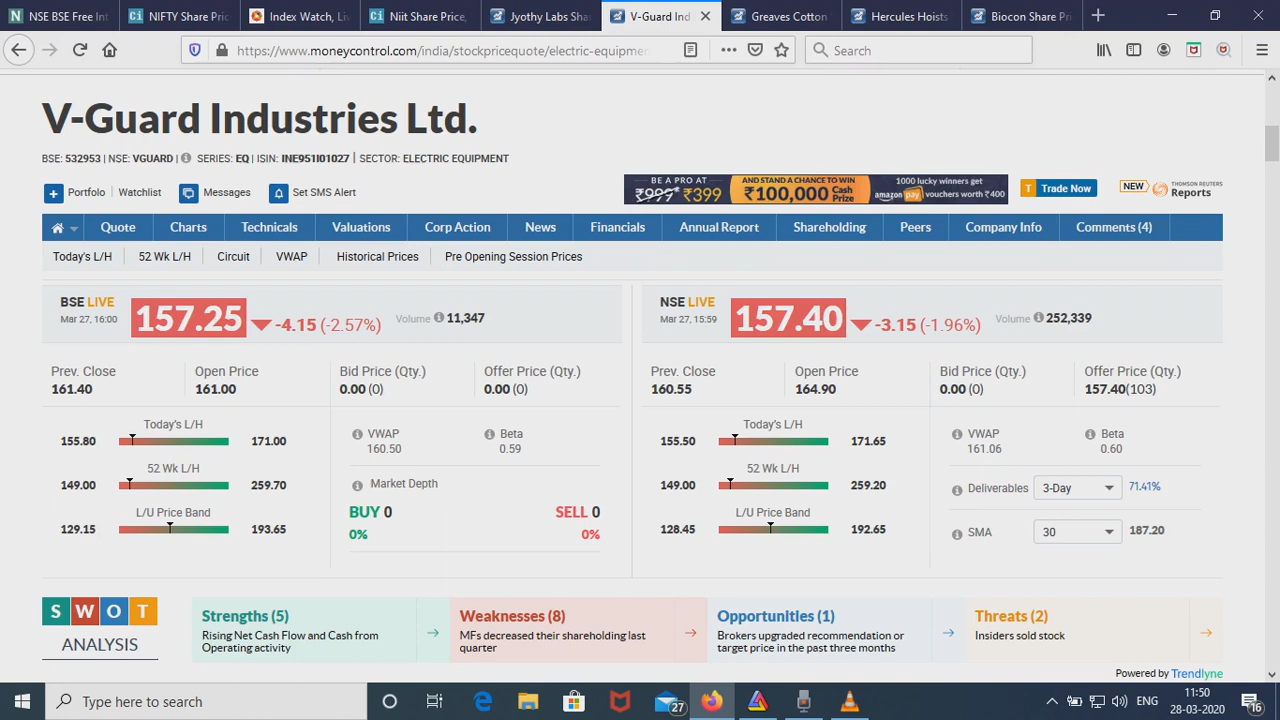 NSE BSE Free Int
NIFTY Share Pric
Index Watch, Liv
Niit Share Price,
Jyothy Labs Sha
V-Guard Ind
Greaves Cotton
Hercules Hoists
Biocon Share Pri
https://www.moneycontrol.com/india/stockpricequote/electric-equipmen
Search
V-Guard Industries Ltd.
BSE: 532953 | NSE: VGUARD | SERIES: EQ | ISIN: INE951I01027 | SECTOR: ELECTRIC EQUIPMENT
Portfolo Watchlist Messages Set SMS Alert
BE A PRO AT
₹999* ₹399
AND STAND A CHANCE TO WIN
₹100,000 Cash Prize
1000 lucky winners get
amazon pay vouchers worth ₹400
T Trade Now
NEW THOMSON REUTERS
Reports
Quote Charts Technicals Valuations Corp Action News Financials Annual Report Shareholding Peers Company Info Comments (4)
Today's L/H 52 Wk L/H Circuit VWAP Historical Prices Pre Opening Session Prices
BSE LIVE
Mar 27, 16:00
157.25
-4.15 (-2.57%)
Volume 11,347
NSE LIVE
Mar 27, 15:59
157.40
-3.15 (-1.96%)
Volume 252,339
Prev. Close Open Price Bid Price (Qty.) Offer Price (Qty.)
161.40 161.00 0.00 (0) 0.00 (0)
Prev. Close Open Price Bid Price (Qty.) Offer Price (Qty.)
160.55 164.90 0.00 (0) 157.40(103)
Today's L/H
155.80 171.00
52 Wk L/H
149.00 259.70
L/U Price Band
129.15 193.65
VWAP Beta
160.50 0.59
Market Depth
BUY 0 SELL 0
0% 0%
Today's L/H
155.50 171.65
52 Wk L/H
149.00 259.20
L/U Price Band
128.45 192.65
VWAP Beta
161.06 0.60
Deliverables 3-Day 71.41%
SMA 30 187.20
SWOT
ANALYSIS
Strengths (5)
Rising Net Cash Flow and Cash from
Operating activity
Weaknesses (8)
MFs decreased their shareholding last
quarter
Opportunities (1)
Brokers upgraded recommendation or
target price in the past three months
Threats (2)
Insiders sold stock
Powered by Trendlyne
Type here to search
27
ENG
11:50
28-03-2020
16